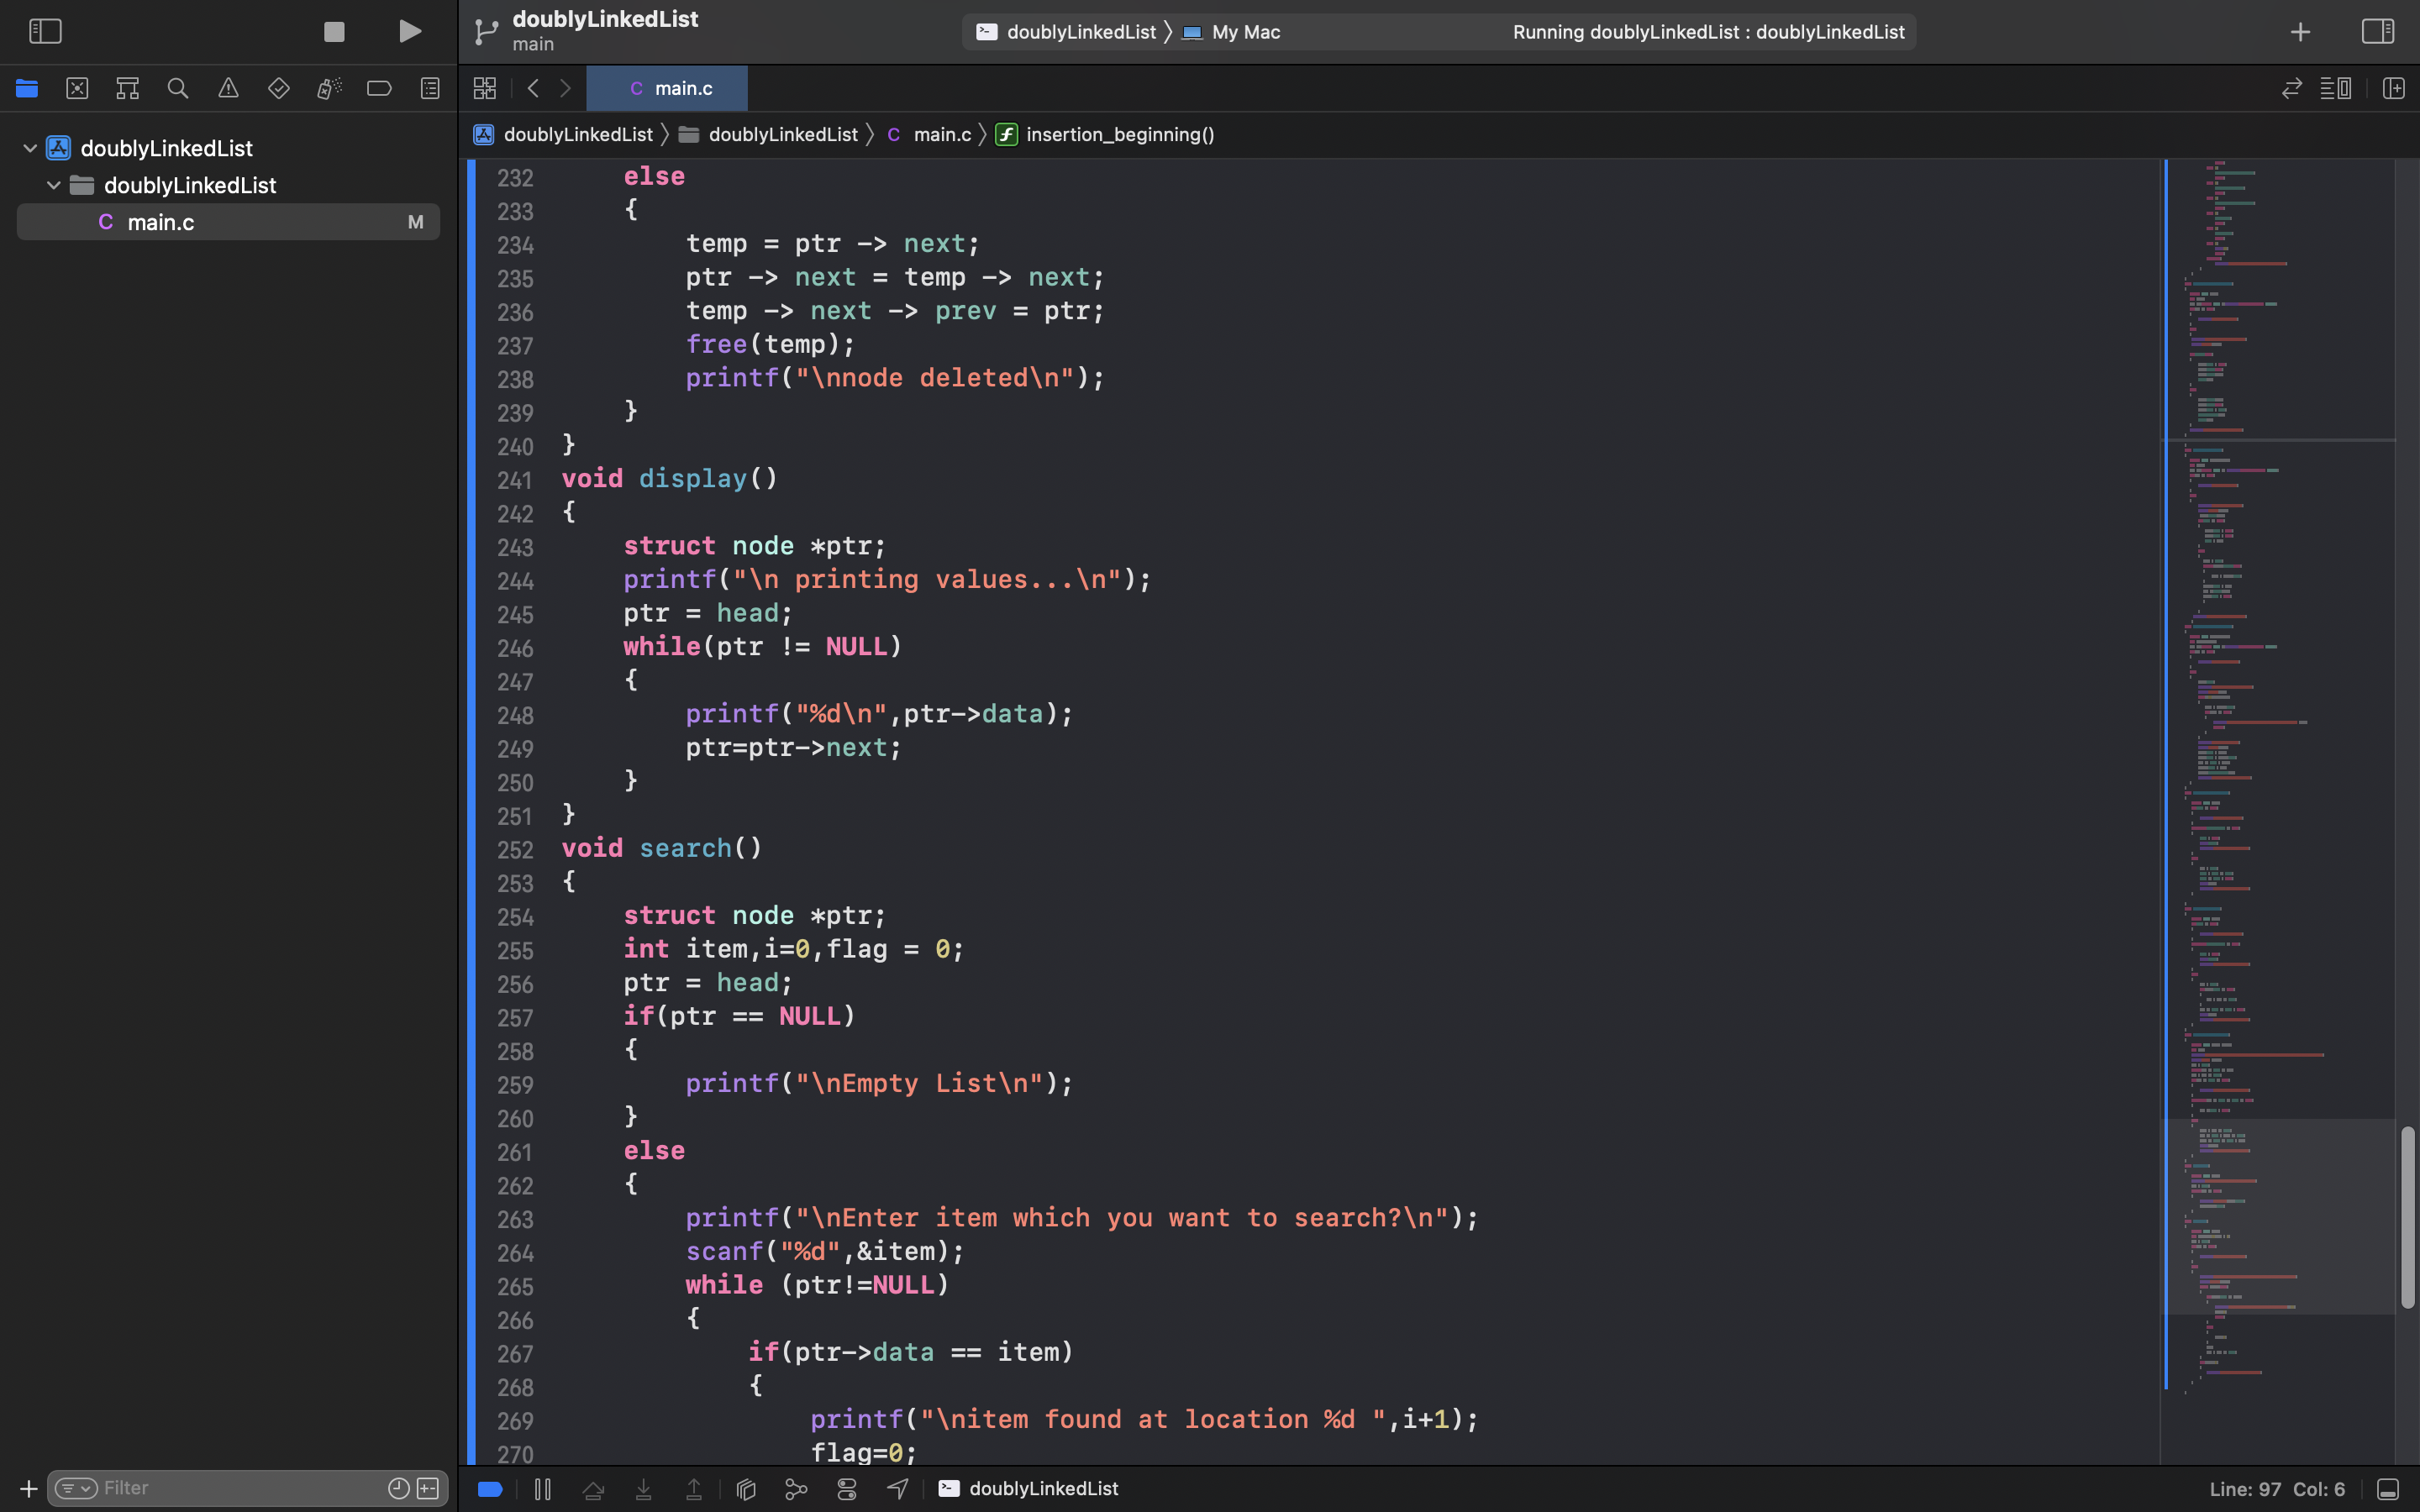 doublyLinkedList
main
doublyLinkedList 〉 My Mac
Running doublyLinkedList : doublyLinkedList
C main.c
doublyLinkedList 〉 doublyLinkedList 〉 C main.c 〉 f insertion_beginning()
doublyLinkedList
doublyLinkedList
C main.c M
232 else
233 {
234 temp = ptr -> next;
235 ptr -> next = temp -> next;
236 temp -> next -> prev = ptr;
237 free(temp);
238 printf("\nnode deleted\n");
239 }
240 }
241 void display()
242 {
243 struct node *ptr;
244 printf("\n printing values...\n");
245 ptr = head;
246 while(ptr != NULL)
247 {
248 printf("%d\n",ptr->data);
249 ptr=ptr->next;
250 }
251 }
252 void search()
253 {
254 struct node *ptr;
255 int item,i=0,flag = 0;
256 ptr = head;
257 if(ptr == NULL)
258 {
259 printf("\nEmpty List\n");
260 }
261 else
262 {
263 printf("\nEnter item which you want to search?\n");
264 scanf("%d",&item);
265 while (ptr!=NULL)
266 {
267 if(ptr->data == item)
268 {
269 printf("\nitem found at location %d ",i+1);
270 flag=0;
Filter
doublyLinkedList
Line: 97 Col: 6